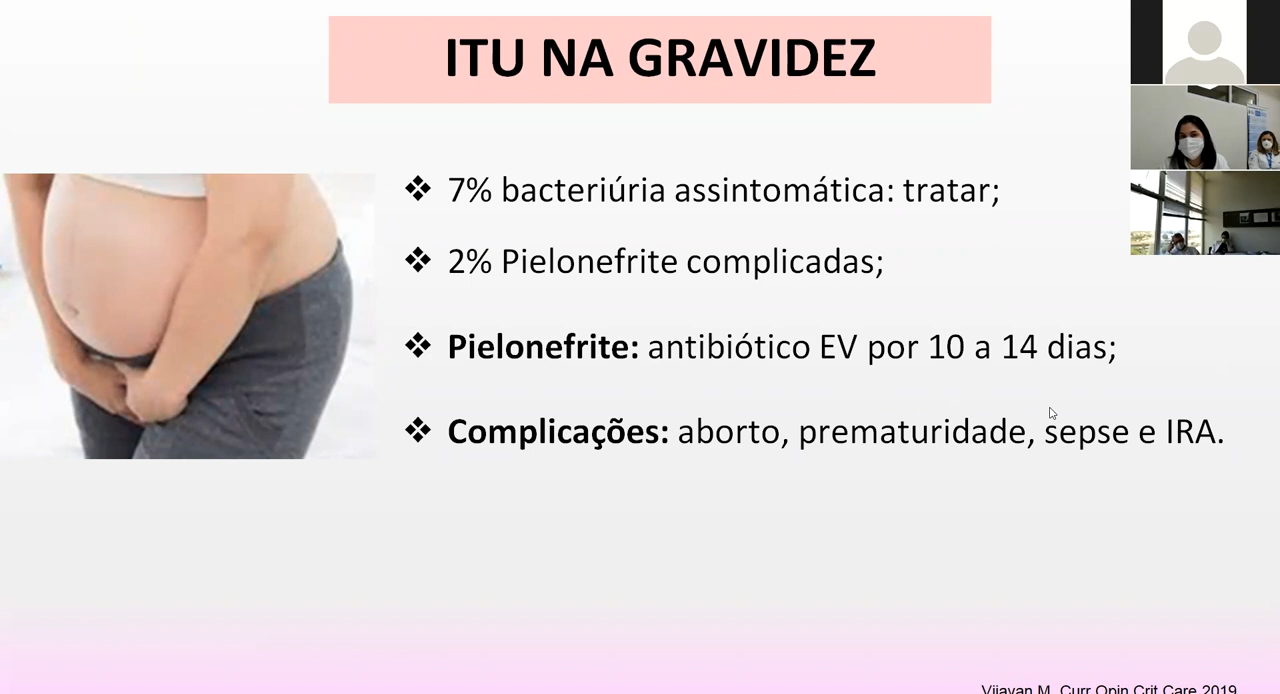 ITU NA GRAVIDEZ
❖ 7% bacteriúria assintomática: tratar;
❖ 2% Pielonefrite complicadas;
❖ Pielonefrite: antibiótico EV por 10 a 14 dias;
❖ Complicações: aborto, prematuridade, sepse e IRA.
Vijayan M. Curr Opin Crit Care 2019